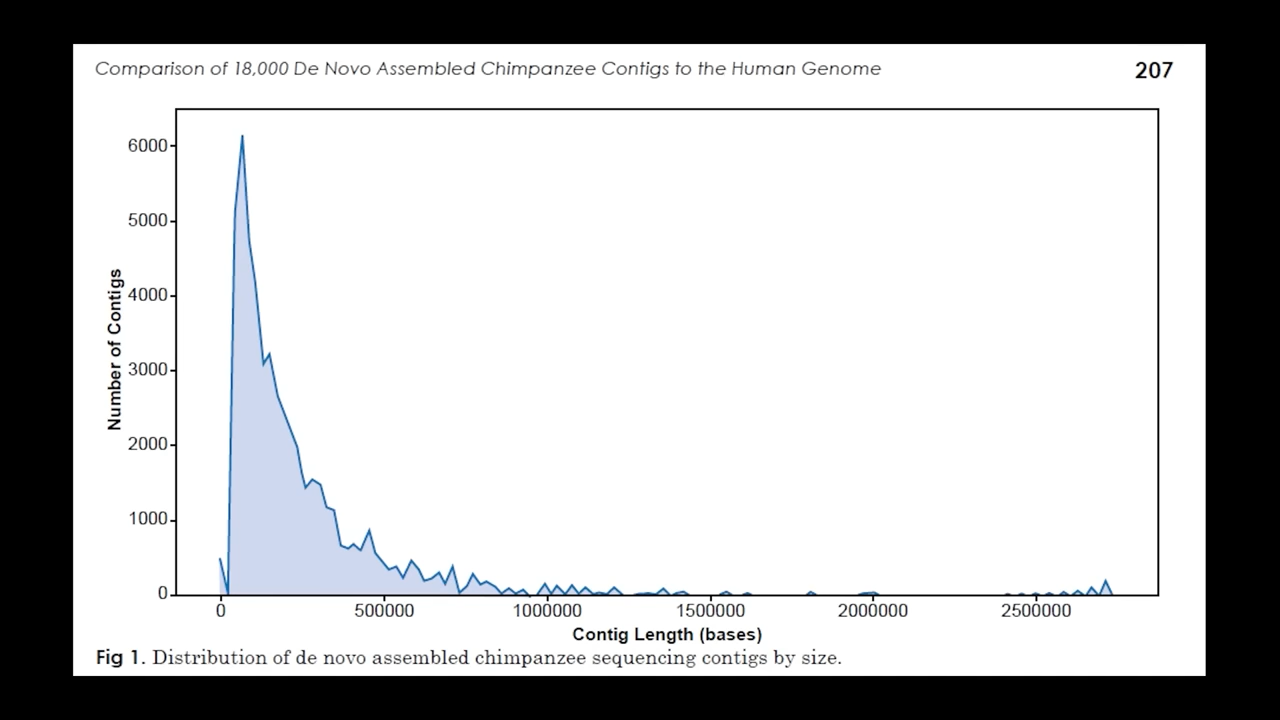 Comparison of 18,000 De Novo Assembled Chimpanzee Contigs to the Human Genome
207
6000
5000
4000
3000
2000
1000
0
Number of Contigs
0 500000 1000000 1500000 2000000 2500000
Contig Length (bases)
Fig 1. Distribution of de novo assembled chimpanzee sequencing contigs by size.